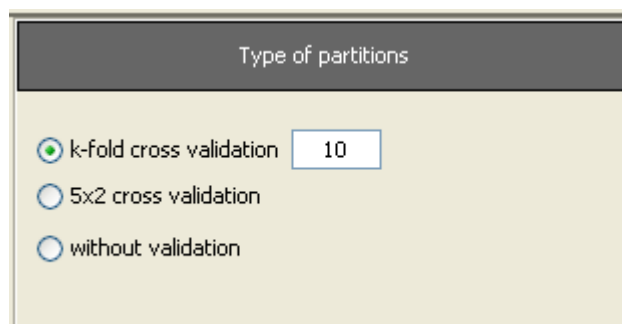 Type of partitions
k-fold cross validation 10
5x2 cross validation
without validation